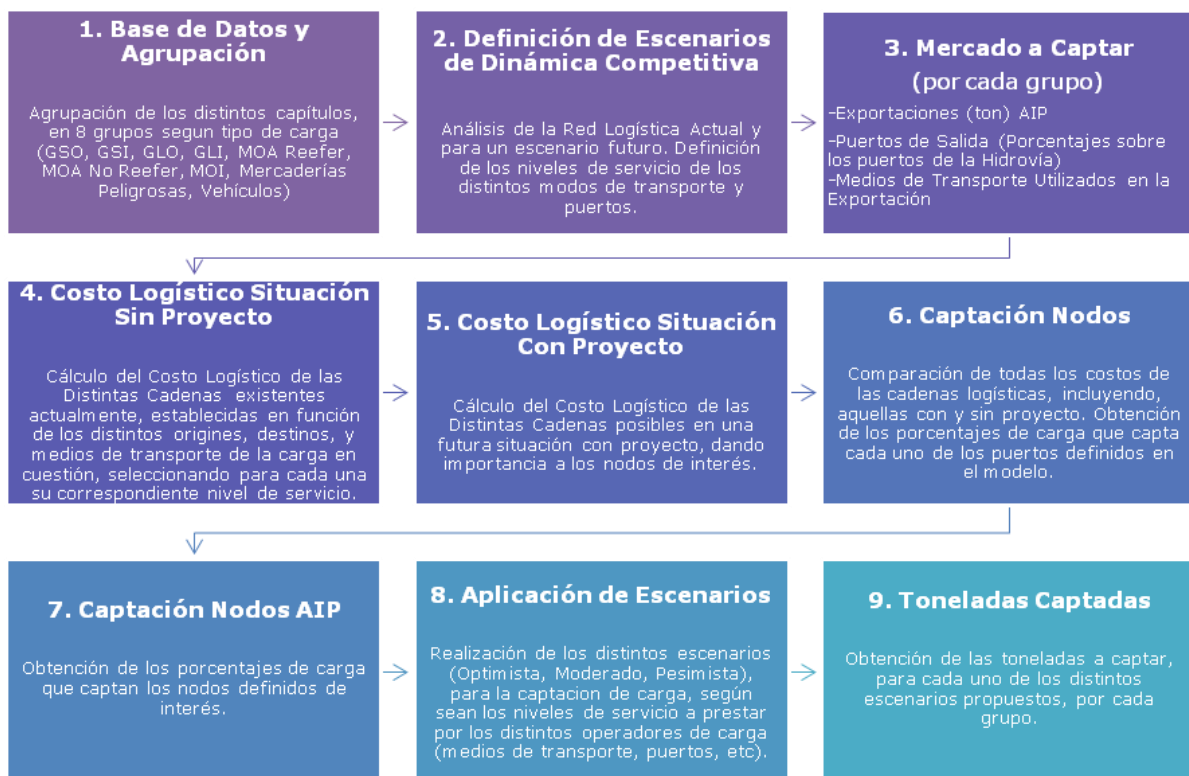 1. Base de Datos y
Agrupación
Agrupación de los distintos capítulos,
en 8 grupos segun tipo de carga
(GSO, GSI, GLO, GLI, MOA Reefer,
MOA No Reefer, MOI, Mercaderías
Peligrosas, Vehículos)
2. Definición de Escenarios
de Dinámica Competitiva
Análisis de la Red Logística Actual y
para un escenario futuro. Definición
de los niveles de servicio de los
distintos modos de transporte y
puertos.
3. Mercado a Captar
(por cada grupo)
-Exportaciones (ton) AIP
-Puertos de Salida (Porcentajes sobre
los puertos de la Hidrovía)
-Medios de Transporte Utilizados en la
Exportación
4. Costo Logístico Situación
Sin Proyecto
Cálculo del Costo Logístico de las
Distintas Cadenas existentes
actualmente, establecidas en función
de los distintos origines, destinos, y
medios de transporte de la carga en
cuestión, seleccionando para cada una
su correspondiente nivel de servicio.
5. Costo Logístico Situación
Con Proyecto
Cálculo del Costo Logístico de las
Distintas Cadenas posibles en una
futura situación con proyecto, dando
importancia a los nodos de interés.
6. Captación Nodos
Comparación de todas los costos de
las cadenas logísticas, incluyendo,
aquellas con y sin proyecto. Obtención
de los porcentajes de carga que capta
cada uno de los puertos definidos en
el modelo.
7. Captación Nodos AIP
Obtención de los porcentajes de carga
que captan los nodos definidos de
interés.
8. Aplicación de Escenarios
Realización de los distintos escenarios
(Optimista, Moderado, Pesimista),
para la captacion de carga, según
sean los niveles de servicio a prestar
por los distintos operadores de carga
(medios de transporte, puertos, etc).
9. Toneladas Captadas
Obtención de las toneladas a captar,
para cada uno de los distintos
escenarios propuestos, por cada
grupo.